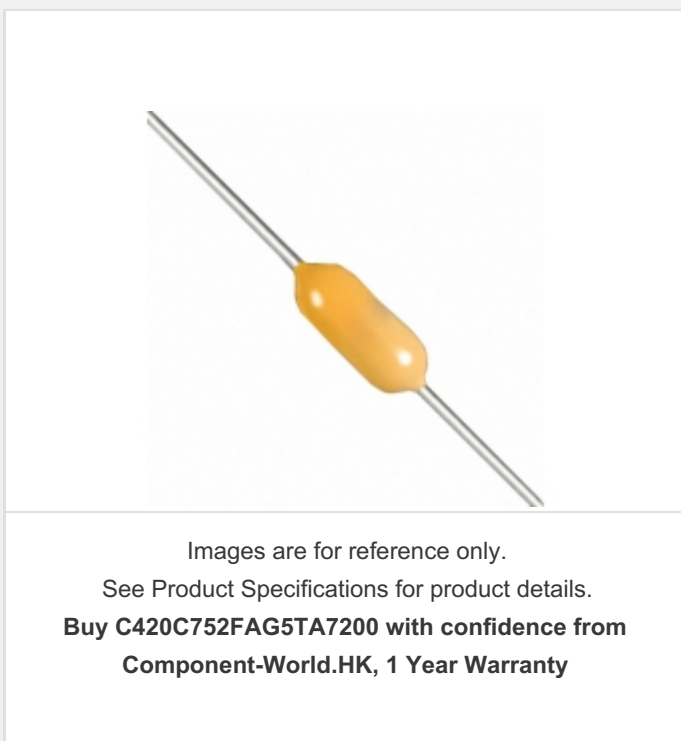 Images are for reference only.
See Product Specifications for product details.
Buy C420C752FAG5TA7200 with confidence from
Component-World.HK, 1 Year Warranty